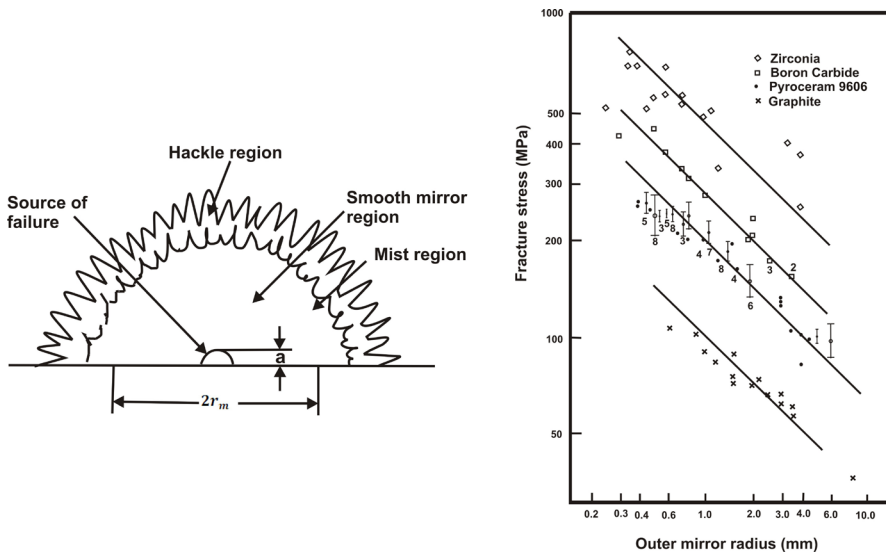 Hackle region
Source of
failure
Smooth mirror
region
Mist region
a
2r_m
Fracture stress (MPa)
1000
500
400
300
200
100
50
Zirconia
Boron Carbide
Pyroceram 9606
Graphite
5
8
3
5
8
3
4
7
8
4
6
3
2
0.2 0.3 0.4 0.6 1.0 2.0 3.0 4.0 6.0 10.0
Outer mirror radius (mm)